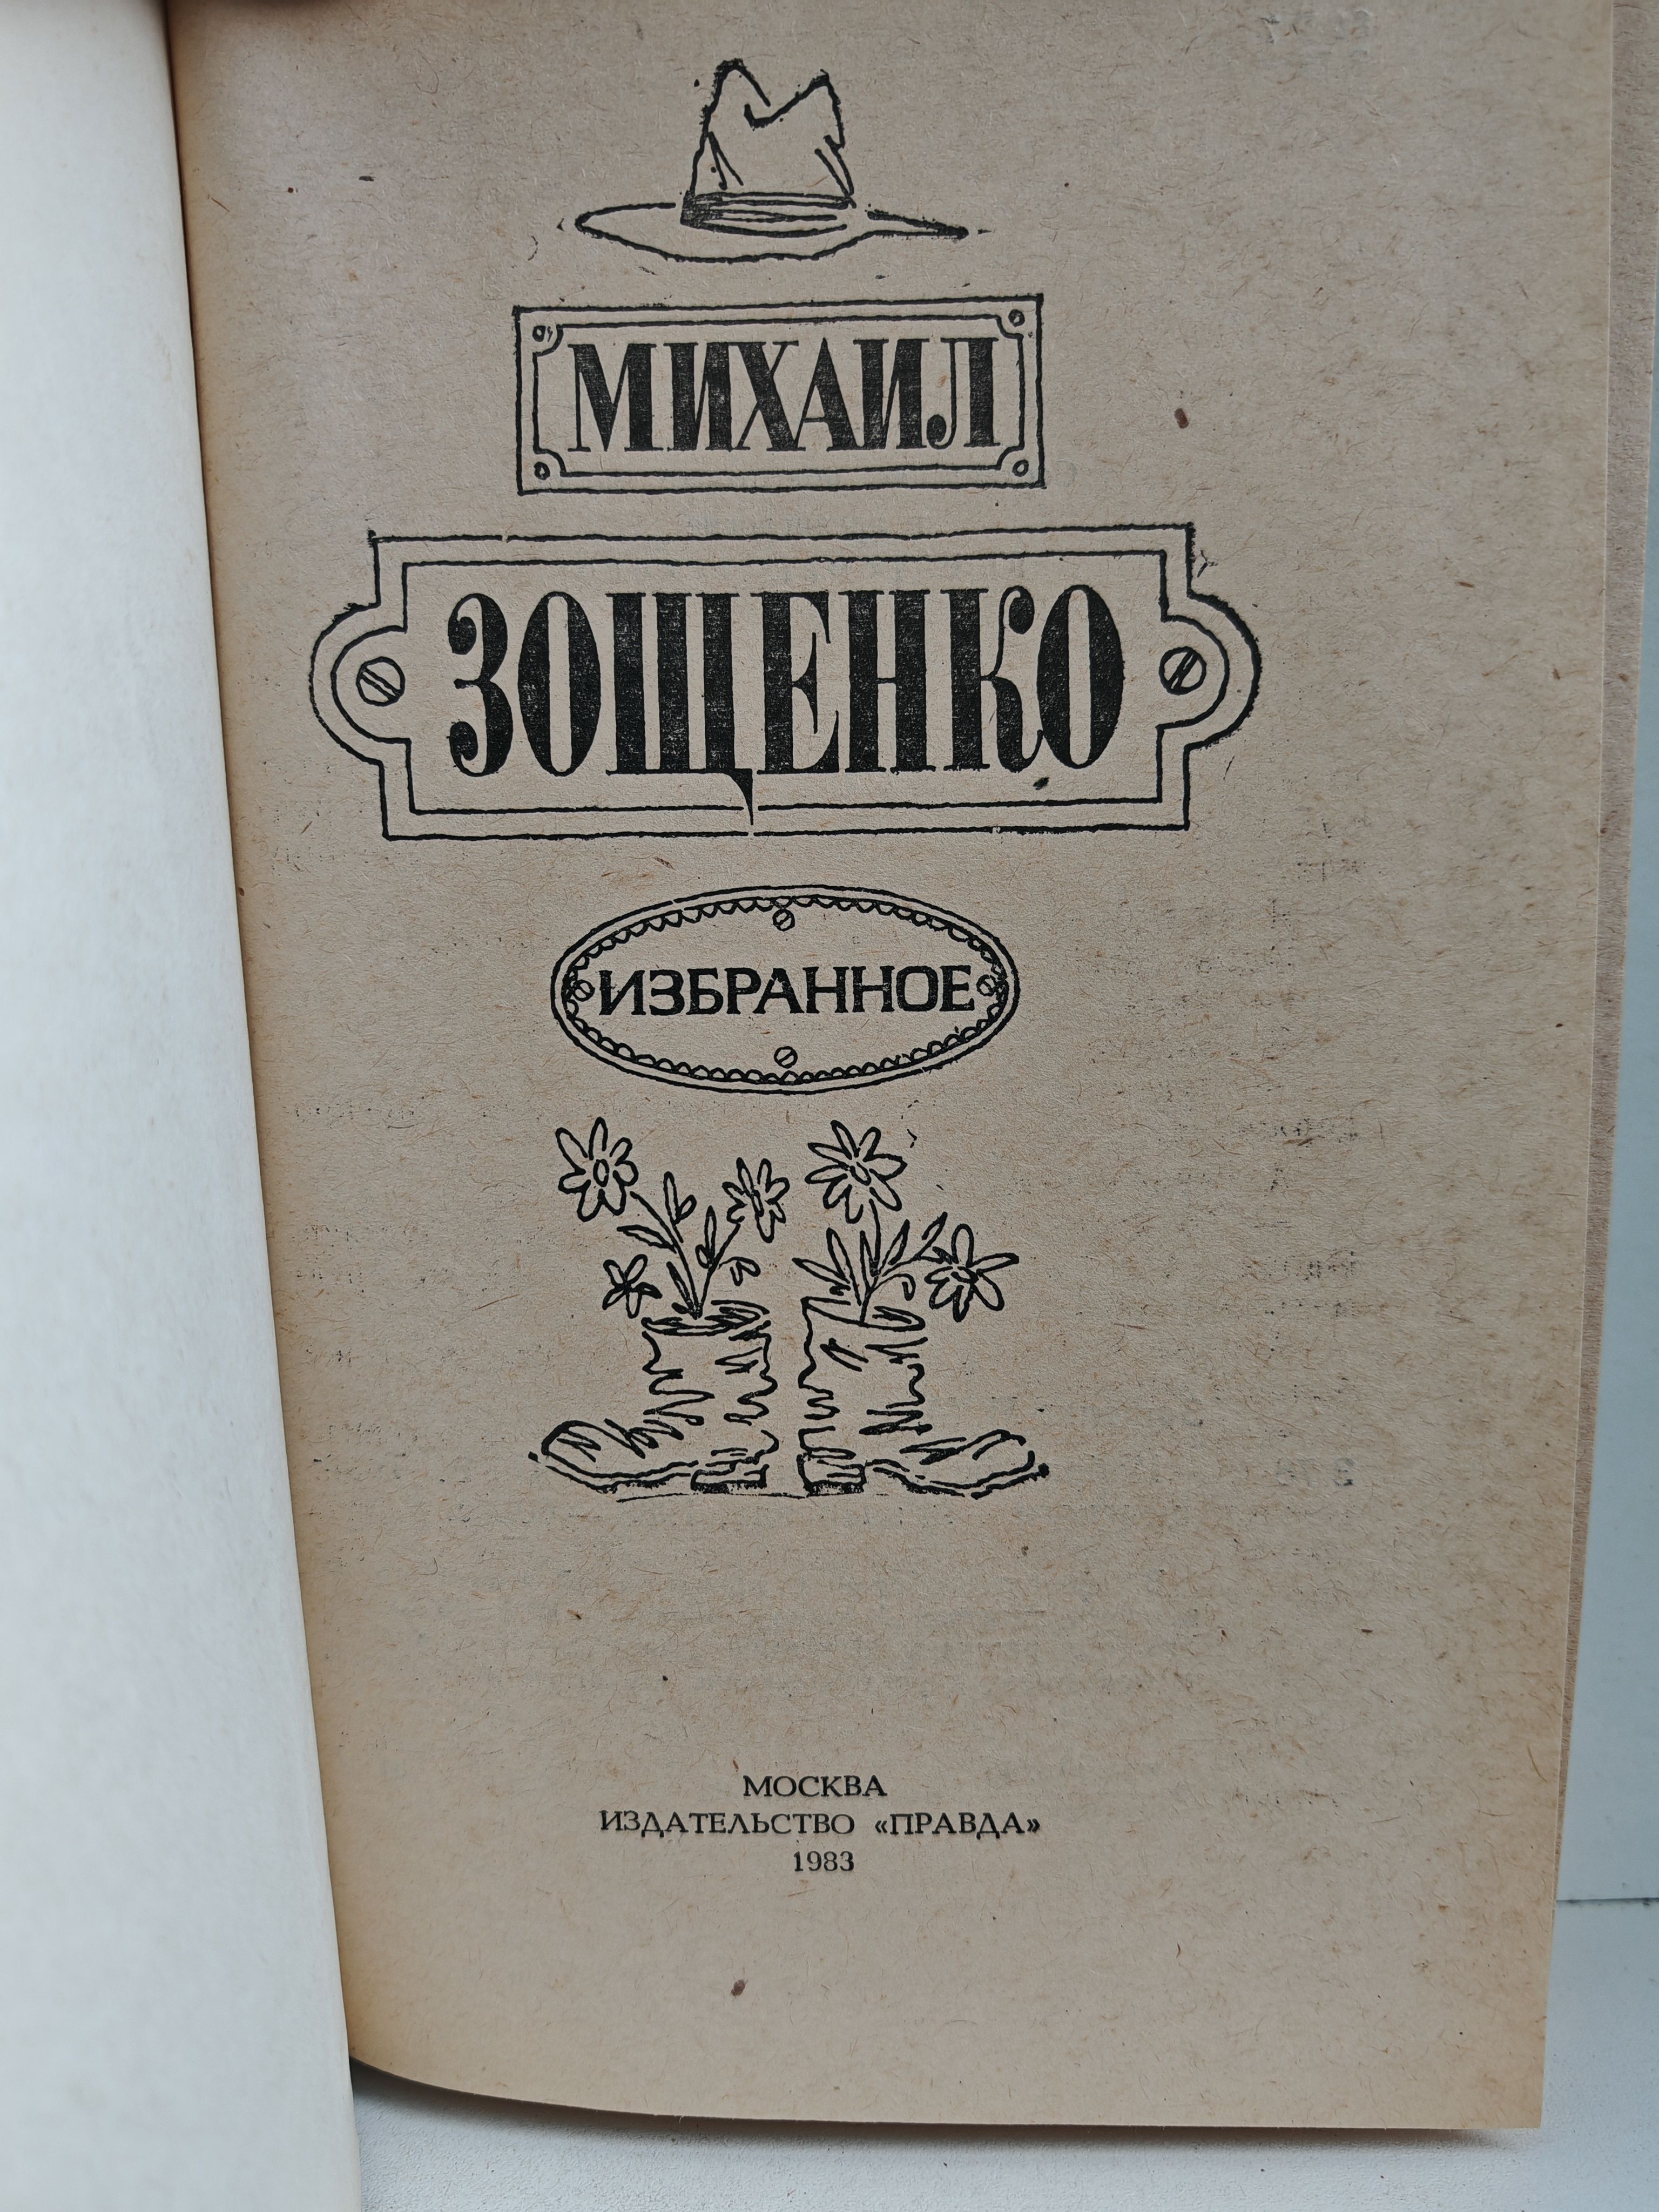 МИХАИЛ
ЗОЩЕНКО
ИЗБРАННОЕ
МОСКВА
ИЗДАТЕЛЬСТВО «ПРАВДА»
1983